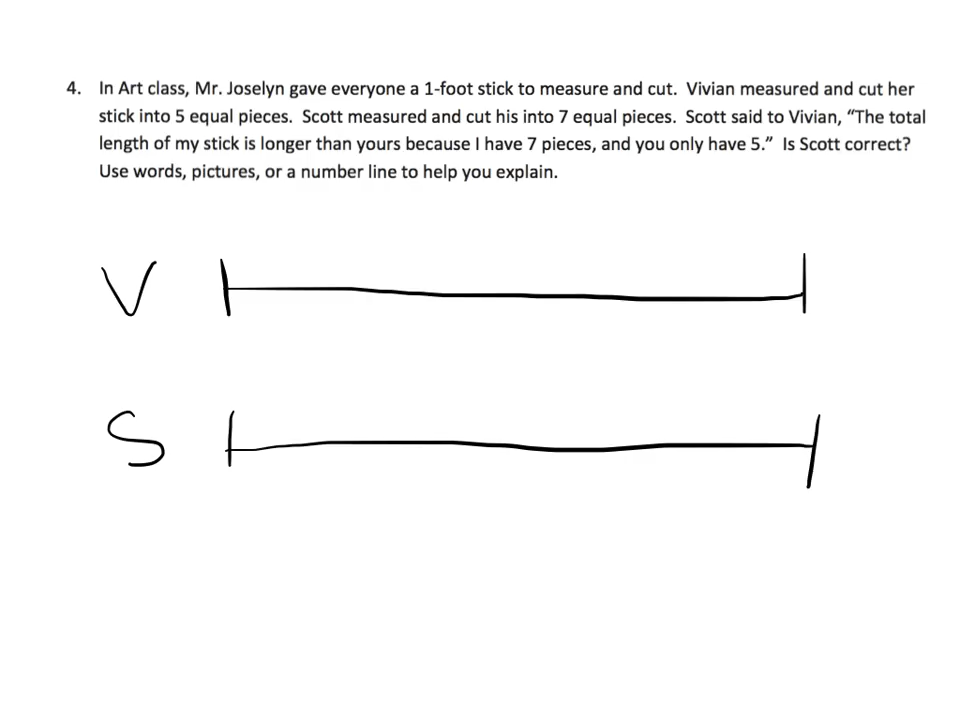 4. In Art class, Mr. Joselyn gave everyone a 1-foot stick to measure and cut. Vivian measured and cut her
stick into 5 equal pieces. Scott measured and cut his into 7 equal pieces. Scott said to Vivian, “The total
length of my stick is longer than yours because I have 7 pieces, and you only have 5.” Is Scott correct?
Use words, pictures, or a number line to help you explain.
V
S